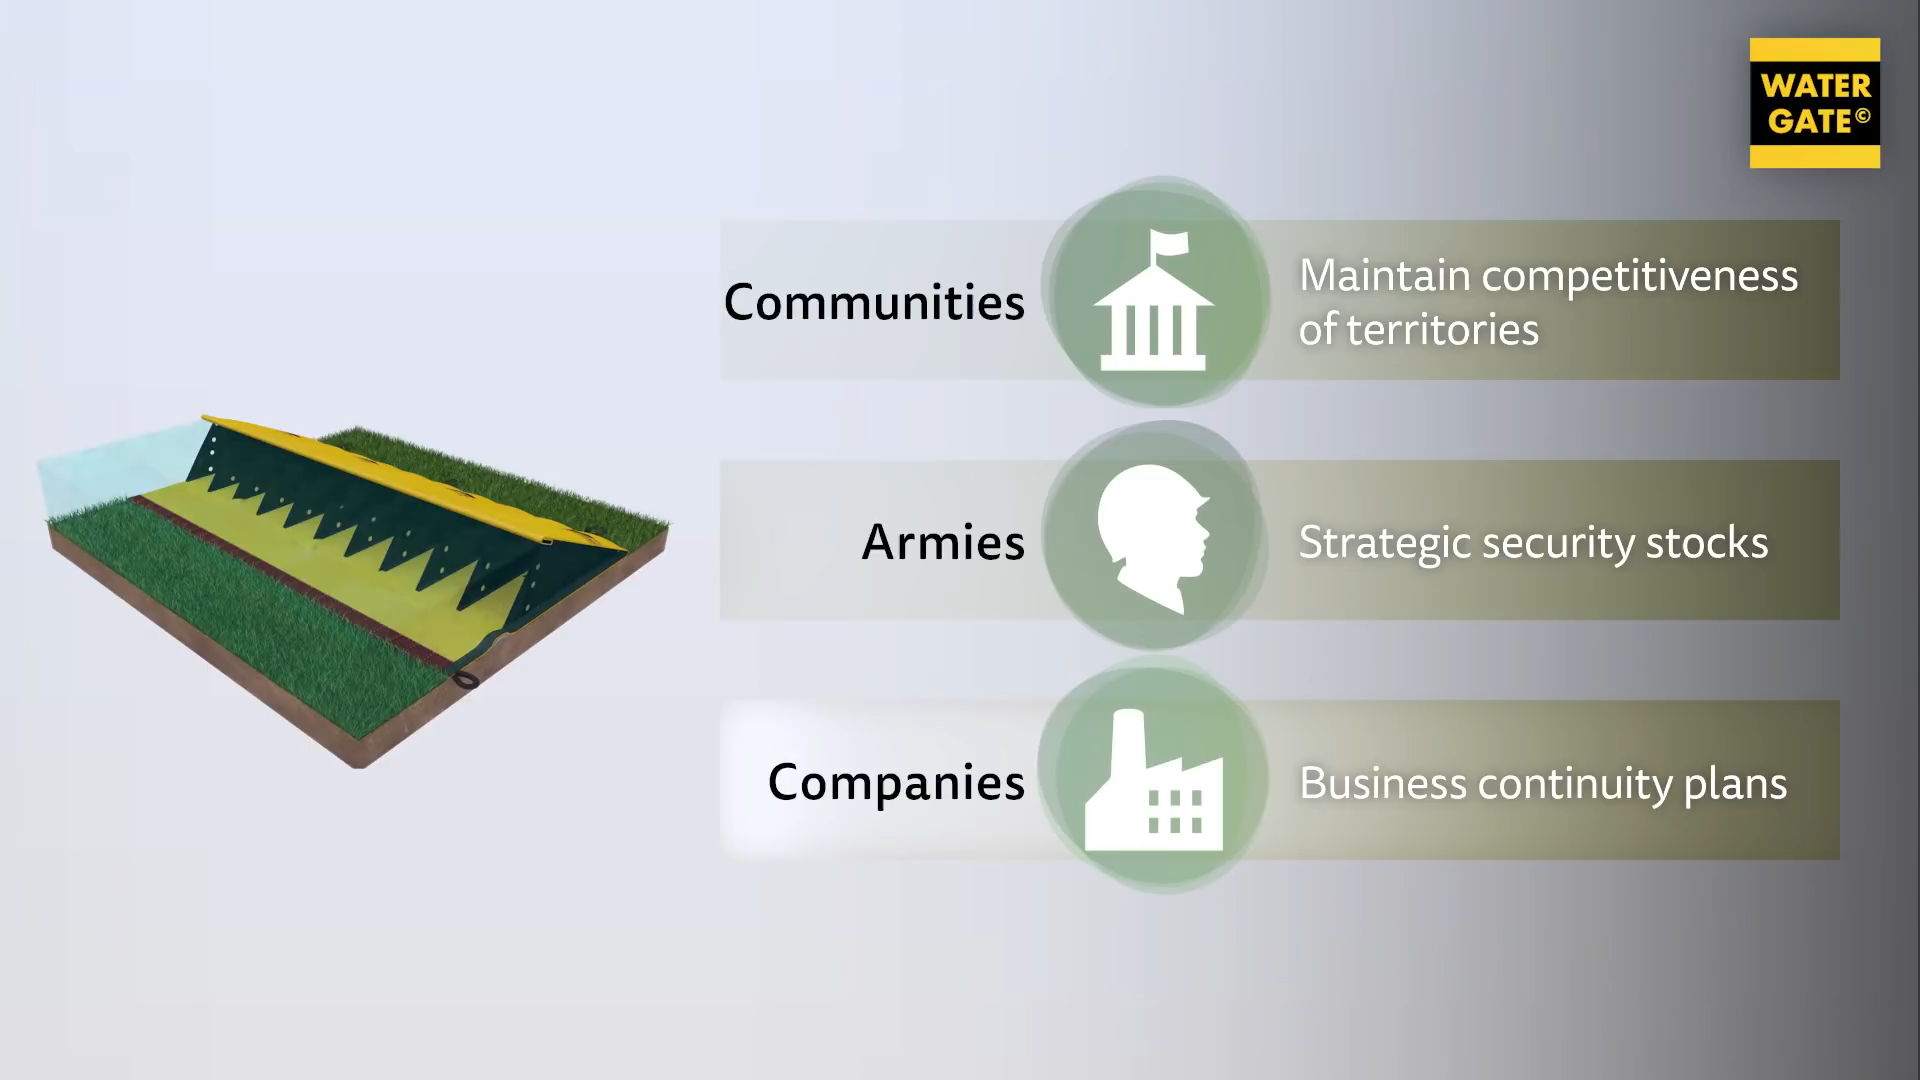 WATER
GATE©
Communities
Maintain competitiveness
of territories
Armies
Strategic security stocks
Companies
Business continuity plans